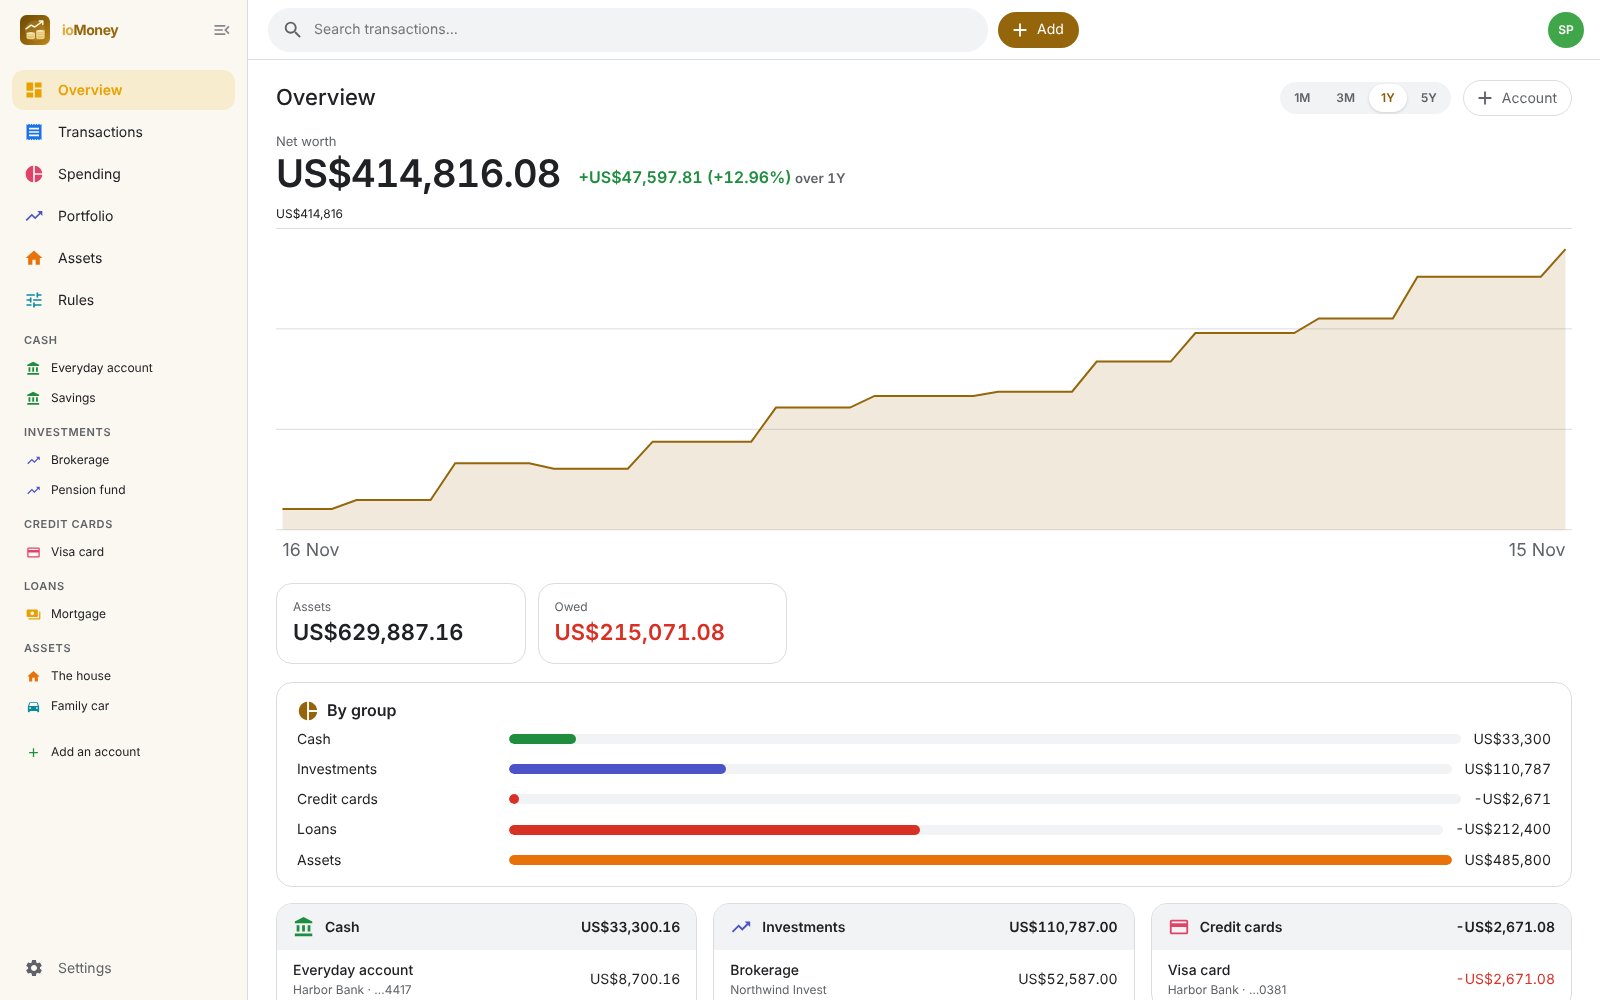 ioMoney
Search transactions...
Add
SP
Overview
Transactions
Spending
Portfolio
Assets
Rules
CASH
Everyday account
Savings
INVESTMENTS
Brokerage
Pension fund
CREDIT CARDS
Visa card
LOANS
Mortgage
ASSETS
The house
Family car
Add an account
Settings
Overview
1M 3M 1Y 5Y
Account
Net worth
US$414,816.08 +US$47,597.81 (+12.96%) over 1Y
US$414,816
16 Nov 15 Nov
Assets
US$629,887.16
Owed
US$215,071.08
By group
Cash US$33,300
Investments US$110,787
Credit cards -US$2,671
Loans -US$212,400
Assets US$485,800
Cash US$33,300.16
Everyday account US$8,700.16
Harbor Bank · ...4417
Investments US$110,787.00
Brokerage US$52,587.00
Northwind Invest
Credit cards -US$2,671.08
Visa card -US$2,671.08
Harbor Bank · ...0381